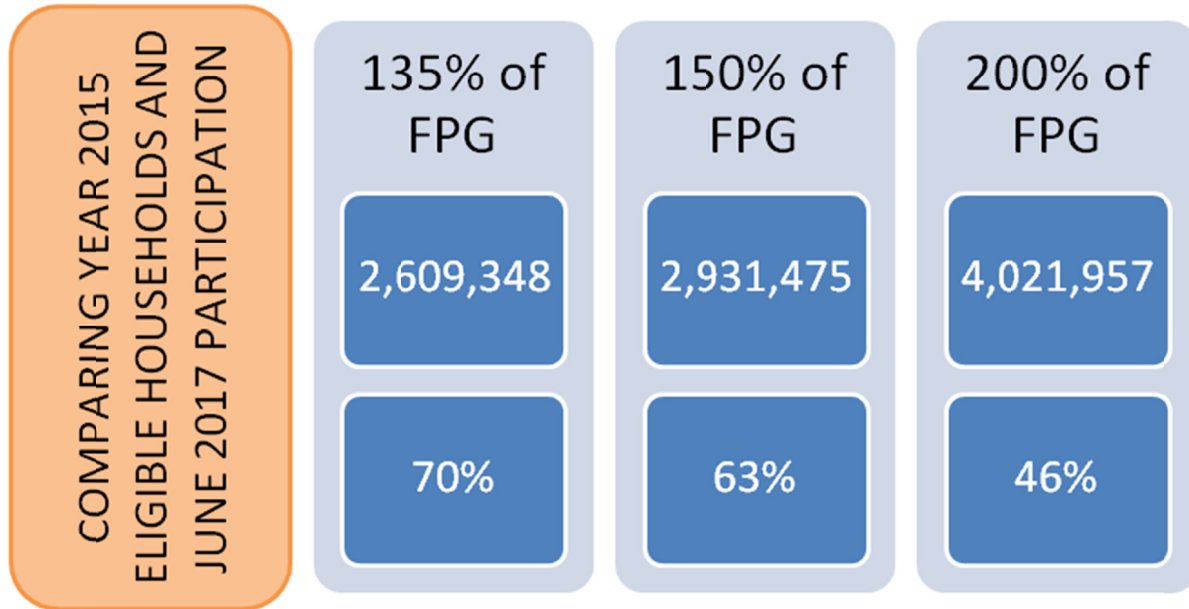 COMPARING YEAR 2015
ELIGIBLE HOUSEHOLDS AND
JUNE 2017 PARTICIPATION
135% of
FPG
2,609,348
70%
150% of
FPG
2,931,475
63%
200% of
FPG
4,021,957
46%